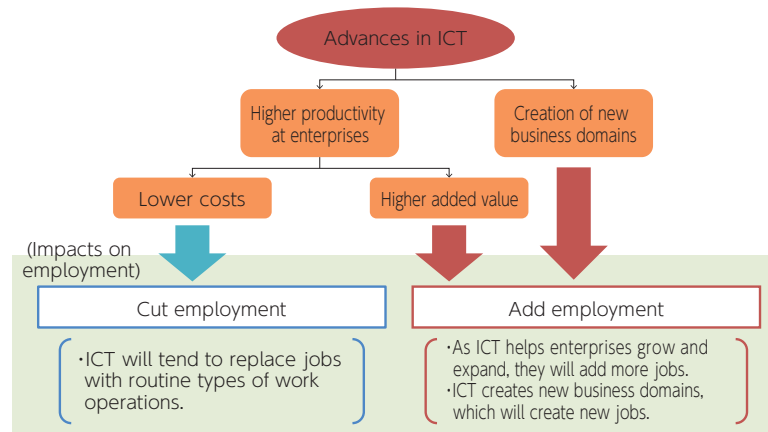 Advances in ICT
Higher productivity
at enterprises
Creation of new
business domains
Lower costs
Higher added value
(Impacts on
employment)
Cut employment
・ICT will tend to replace jobs
with routine types of work
operations.
Add employment
・As ICT helps enterprises grow and
expand, they will add more jobs.
・ICT creates new business domains,
which will create new jobs.